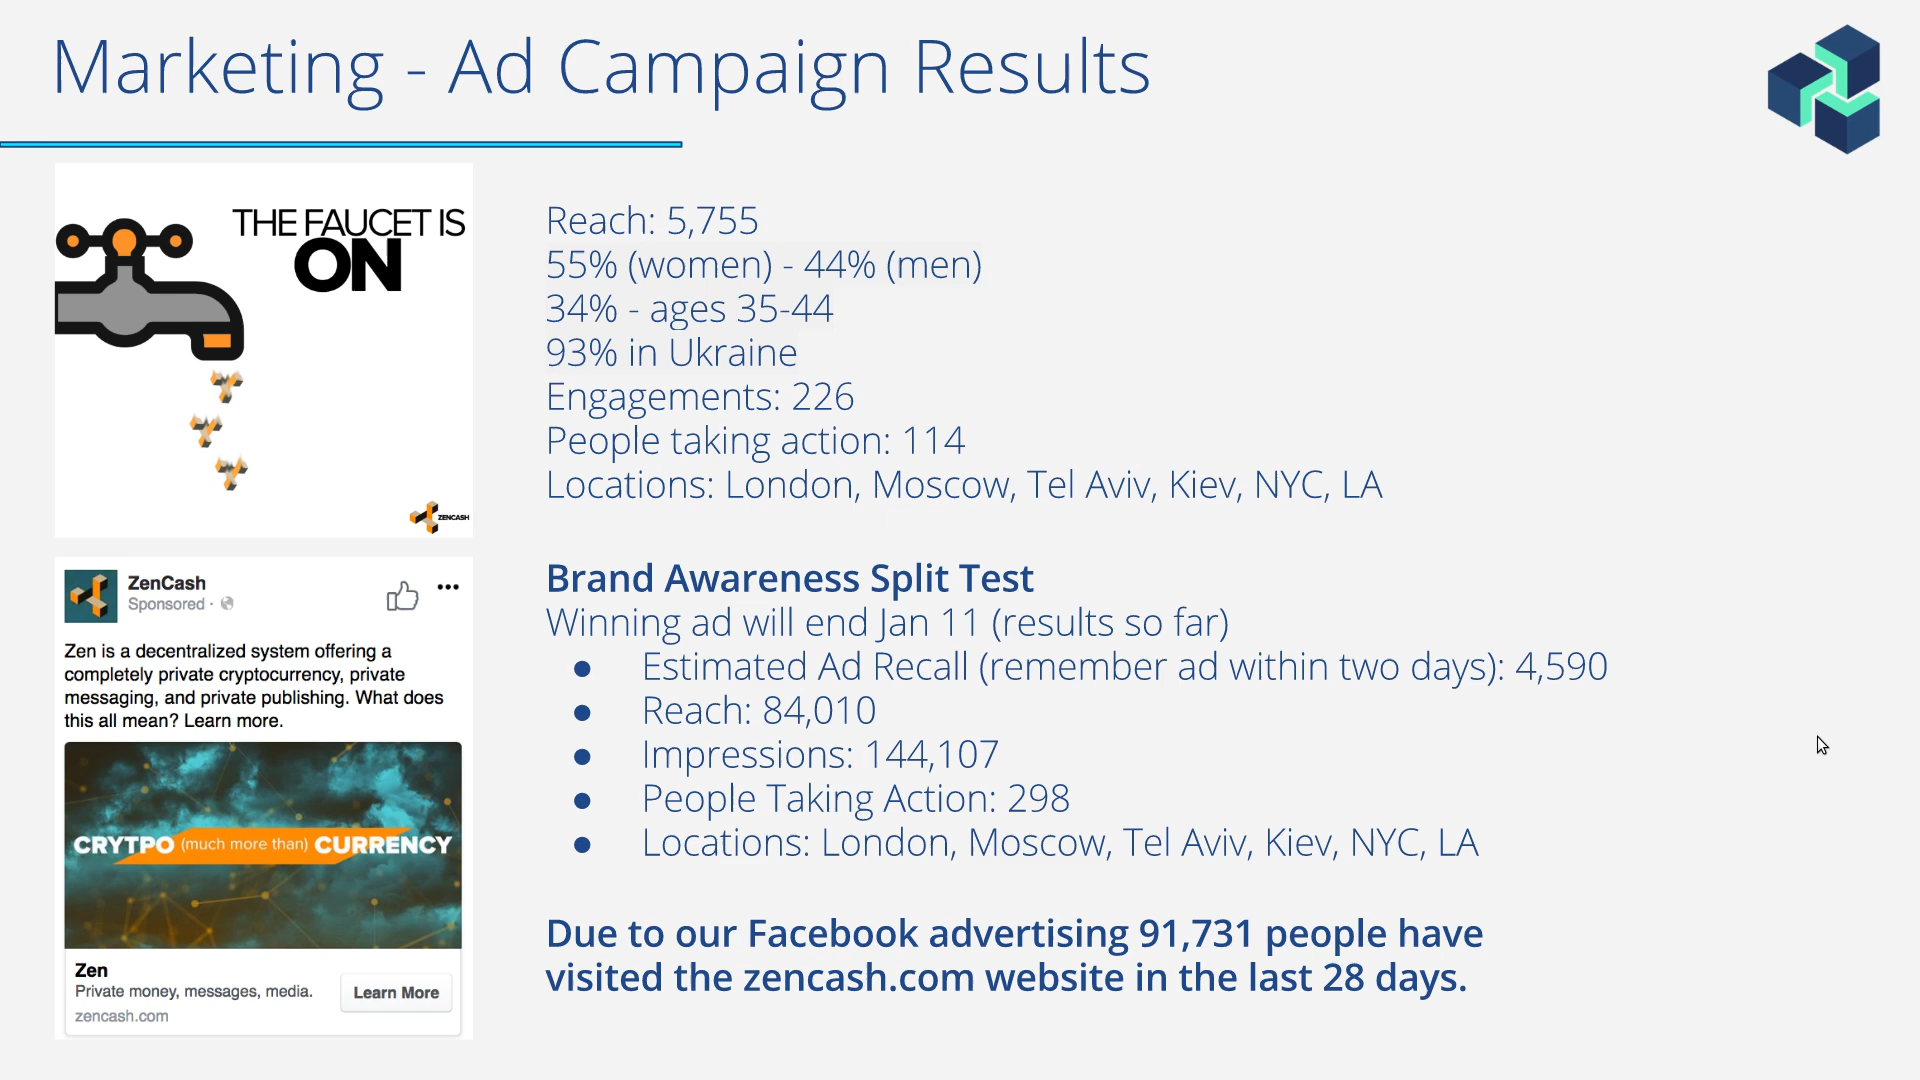 Marketing - Ad Campaign Results
THE FAUCET IS
ON
ZENCASH
Reach: 5,755
55% (women) - 44% (men)
34% - ages 35-44
93% in Ukraine
Engagements: 226
People taking action: 114
Locations: London, Moscow, Tel Aviv, Kiev, NYC, LA
ZenCash
Sponsored ·
Zen is a decentralized system offering a
completely private cryptocurrency, private
messaging, and private publishing. What does
this all mean? Learn more.
CRYTPO (much more than) CURRENCY
Zen
Private money, messages, media.
zencash.com
Learn More
Brand Awareness Split Test
Winning ad will end Jan 11 (results so far)
● Estimated Ad Recall (remember ad within two days): 4,590
● Reach: 84,010
● Impressions: 144,107
● People Taking Action: 298
● Locations: London, Moscow, Tel Aviv, Kiev, NYC, LA
Due to our Facebook advertising 91,731 people have
visited the zencash.com website in the last 28 days.